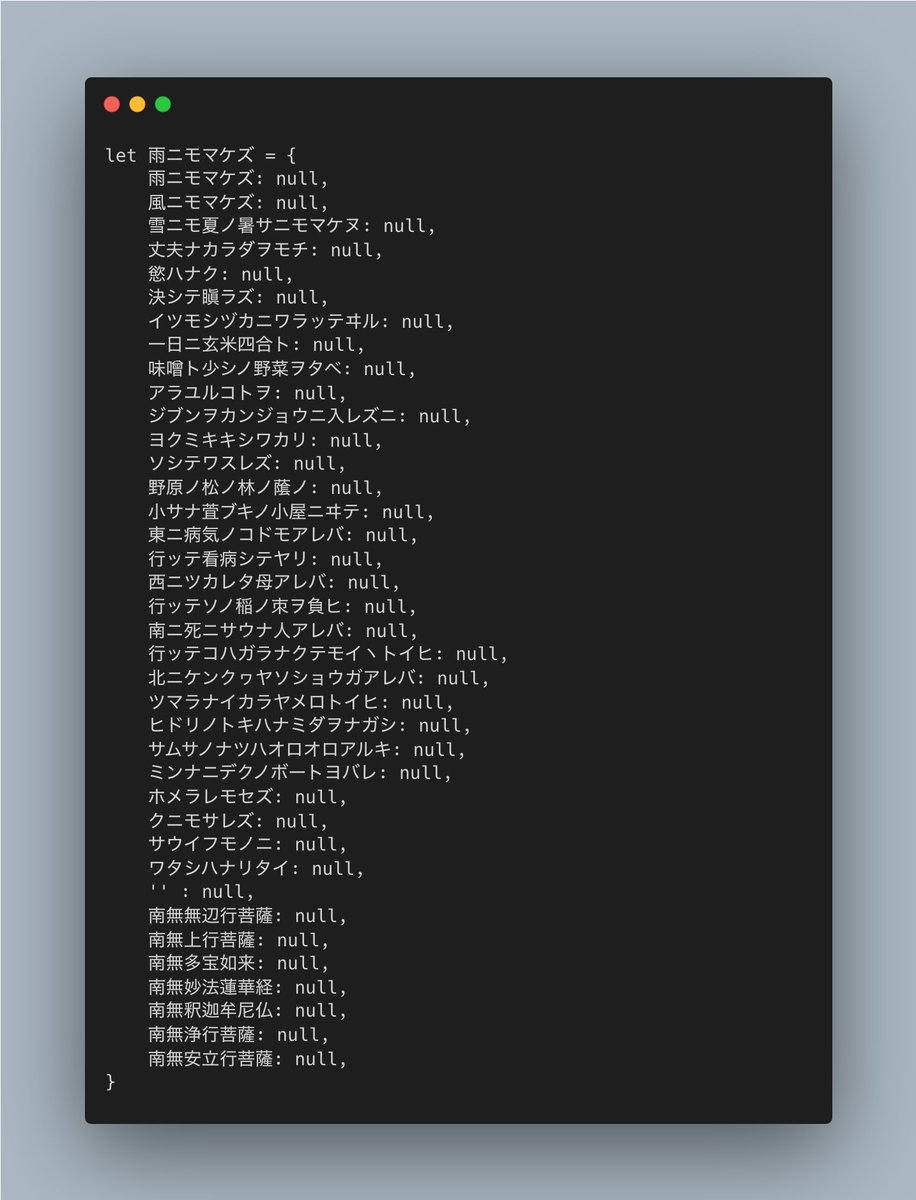 let 雨ニモマケズ = {
    雨ニモマケズ: null,
    風ニモマケズ: null,
    雪ニモ夏ノ暑サニモマケヌ: null,
    丈夫ナカラダヲモチ: null,
    慾ハナク: null,
    決シテ瞋ラズ: null,
    イツモシヅカニワラッテヰル: null,
    一日ニ玄米四合ト: null,
    味噌ト少シノ野菜ヲタベ: null,
    アラユルコトヲ: null,
    ジブンヲカンジョウニ入レズニ: null,
    ヨクミキキシワカリ: null,
    ソシテワスレズ: null,
    野原ノ松ノ林ノ蔭ノ: null,
    小サナ萓ブキノ小屋ニヰテ: null,
    東ニ病気ノコドモアレバ: null,
    行ッテ看病シテヤリ: null,
    西ニツカレタ母アレバ: null,
    行ッテソノ稲ノ朿ヲ負ヒ: null,
    南ニ死ニサウナ人アレバ: null,
    行ッテコハガラナクテモイヽトイヒ: null,
    北ニケンクヮヤソショウガアレバ: null,
    ツマラナイカラヤメロトイヒ: null,
    ヒドリノトキハナミダヲナガシ: null,
    サムサノナツハオロオロアルキ: null,
    ミンナニデクノボートヨバレ: null,
    ホメラレモセズ: null,
    クニモサレズ: null,
    サウイフモノニ: null,
    ワタシハナリタイ: null,
    '' : null,
    南無無辺行菩薩: null,
    南無上行菩薩: null,
    南無多宝如来: null,
    南無妙法蓮華経: null,
    南無釈迦牟尼仏: null,
    南無浄行菩薩: null,
    南無安立行菩薩: null,
}